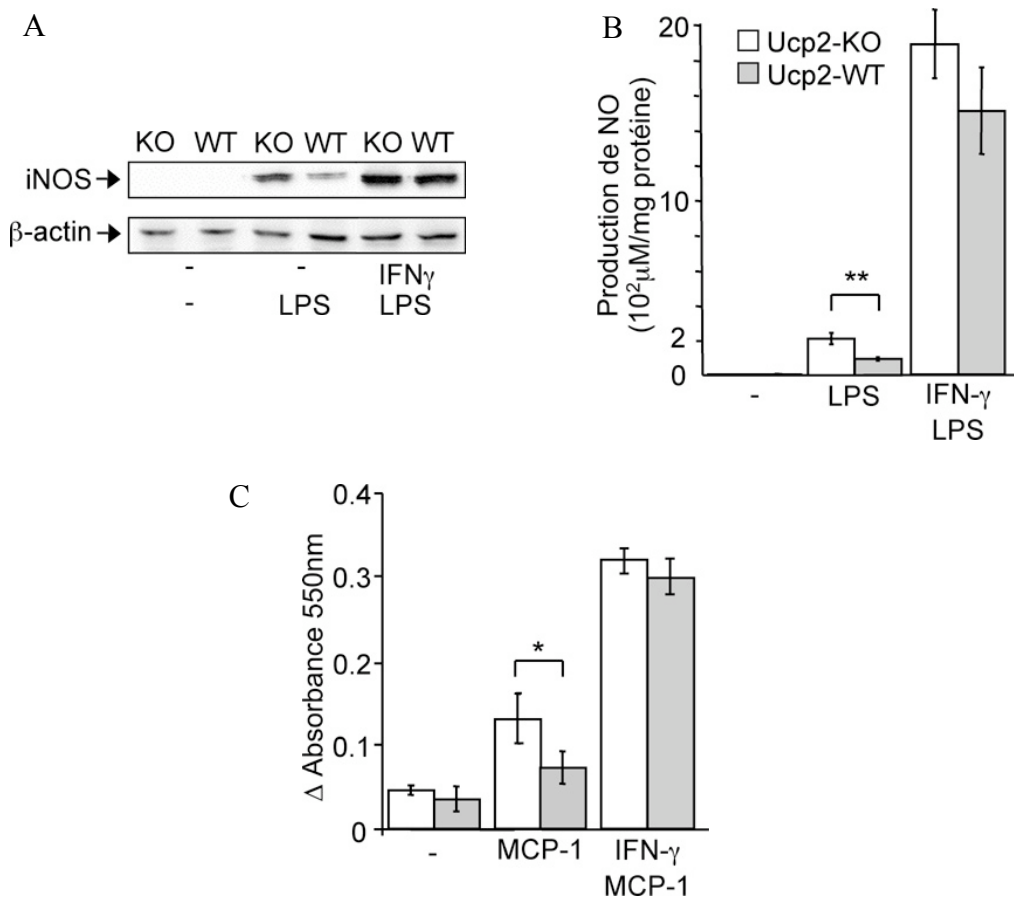 A
KO WT KO WT KO WT
iNOS
β-actin
- - IFNγ
- LPS LPS
B
Production de NO
(10²µM/mg protéine)
20
10
2
0
Ucp2-KO
Ucp2-WT
**
- LPS IFN-γ
LPS
C
Δ Absorbance 550nm
0.4
0.3
0.2
0.1
0
*
- MCP-1 IFN-γ
MCP-1